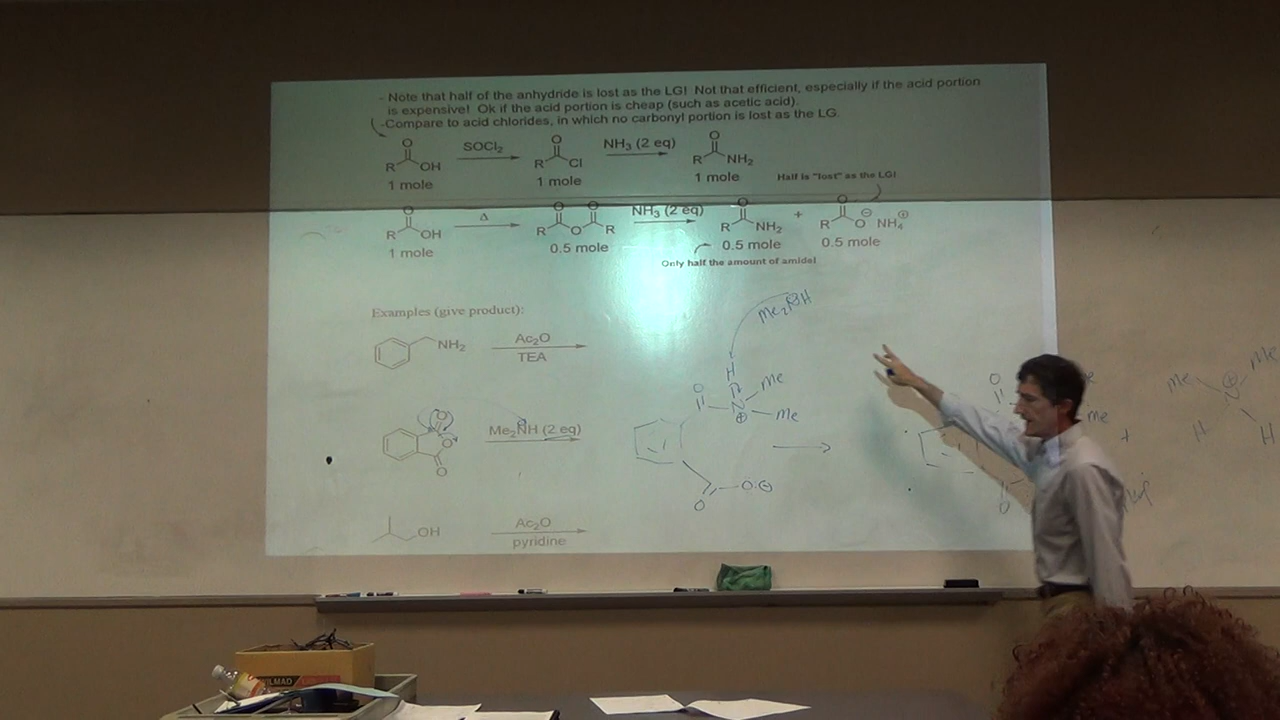 - Note that half of the anhydride is lost as the LG! Not that efficient, especially if the acid portion
is expensive! Ok if the acid portion is cheap (such as acetic acid).
-Compare to acid chlorides, in which no carbonyl portion is lost as the LG.
O O O
SOCl₂ NH₃ (2 eq)
R OH R Cl R NH₂
1 mole 1 mole 1 mole Half is "lost" as the LG!
O O O O O
Δ NH₃ (2 eq) +
R OH R O R R NH₂ R O ⊖ NH₄ ⊕
1 mole 0.5 mole 0.5 mole 0.5 mole
Only half the amount of amide!
Examples (give product):
NH₂ Ac₂O
TEA
O Me₂NH (2 eq)
O
O
OH Ac₂O
pyridine
H
O Me
N Me
⊕
O :O:⊖
O Me
O
+
Me ⊕ Me
N
H H
WILMAD